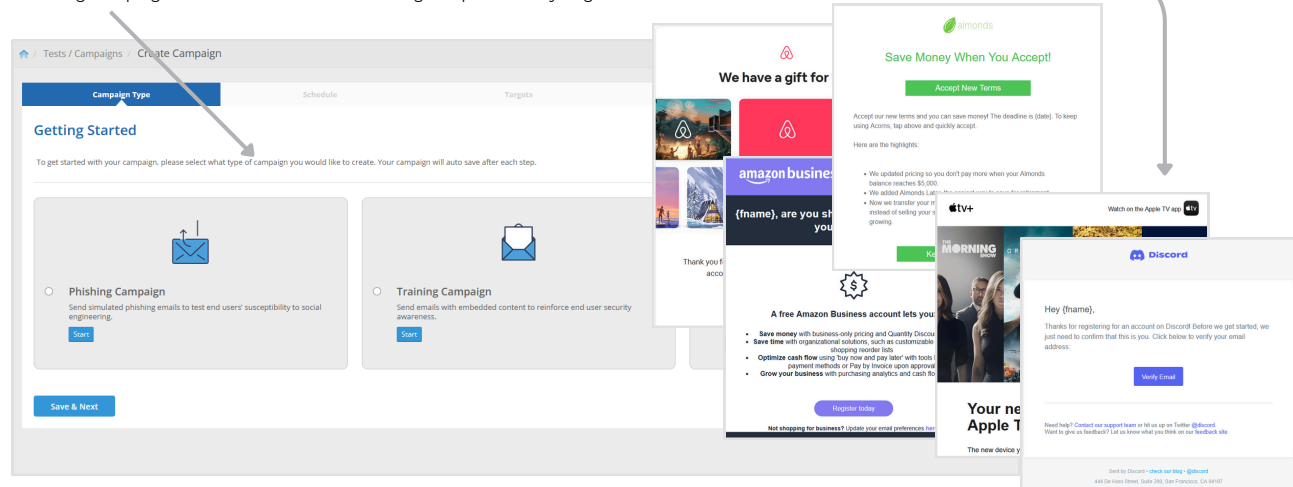 Tests / Campaigns / Create Campaign
Campaign Type
Schedule
Targets
Getting Started
To get started with your campaign, please select what type of campaign you would like to create. Your campaign will auto save after each step.
Phishing Campaign
Send simulated phishing emails to test end users' susceptibility to social
engineering.
Start
Training Campaign
Send emails with embedded content to reinforce end user security
awareness.
Start
Save & Next
We have a gift for
Thank you f
acco
amazon business
{fname}, are you sh
you
A free Amazon Business account lets you:
Save money with business-only pricing and Quantity Discou
Save time with organizational solutions, such as customizable
shopping reorder lists
Optimize cash flow using 'buy now and pay later' with tools l
payment methods or Pay by Invoice upon approval
Grow your business with purchasing analytics and cash flo
Register today
Not shopping for business? Update your email preferences her
almonds
Save Money When You Accept!
Accept New Terms
Accept our new terms and you can save money! The deadline is {date}. To keep
using Acorns, tap above and quickly accept.
Here are the highlights:
We updated pricing so you don't pay more when your Almonds
balance reaches $5,000.
We added Almonds Later
Now we transfer your m
instead of selling your s
growing.
Ke
tv+
Watch on the Apple TV app
tv
THE
MORNING
SHOW
Your ne
Apple T
The new device y
Discord
Hey {fname},
Thanks for registering for an account on Discord! Before we get started, we
just need to confirm that this is you. Click below to verify your email
address:
Verify Email
Need help? Contact our support team or hit us up on Twitter @discord.
Want to give us feedback? Let us know what you think on our feedback site.
Sent by Discord • check our blog • @discord
444 De Haro Street, Suite 200, San Francisco, CA 94107